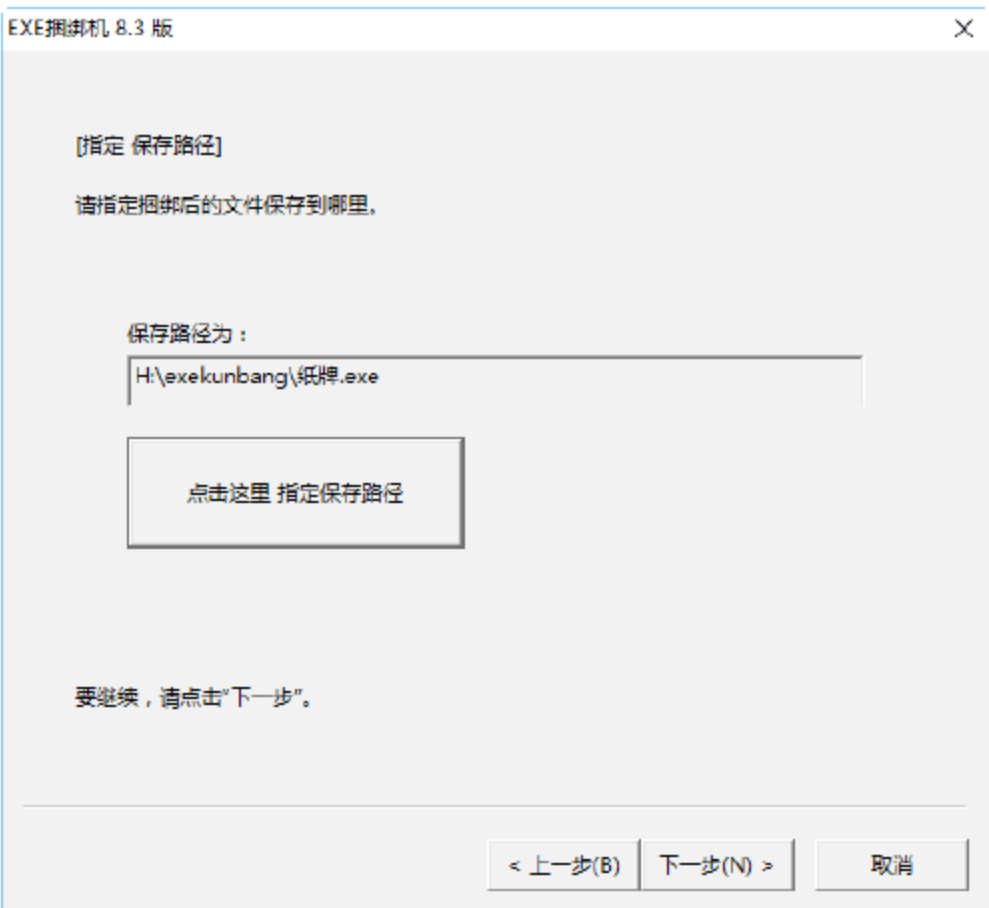 EXE捆绑机 8.3 版
[指定 保存路径]
请指定捆绑后的文件保存到哪里。
保存路径为：
H:\exekunbang\纸牌.exe
点击这里 指定保存路径
要继续，请点击“下一步”。
< 上一步(B)
下一步(N) >
取消